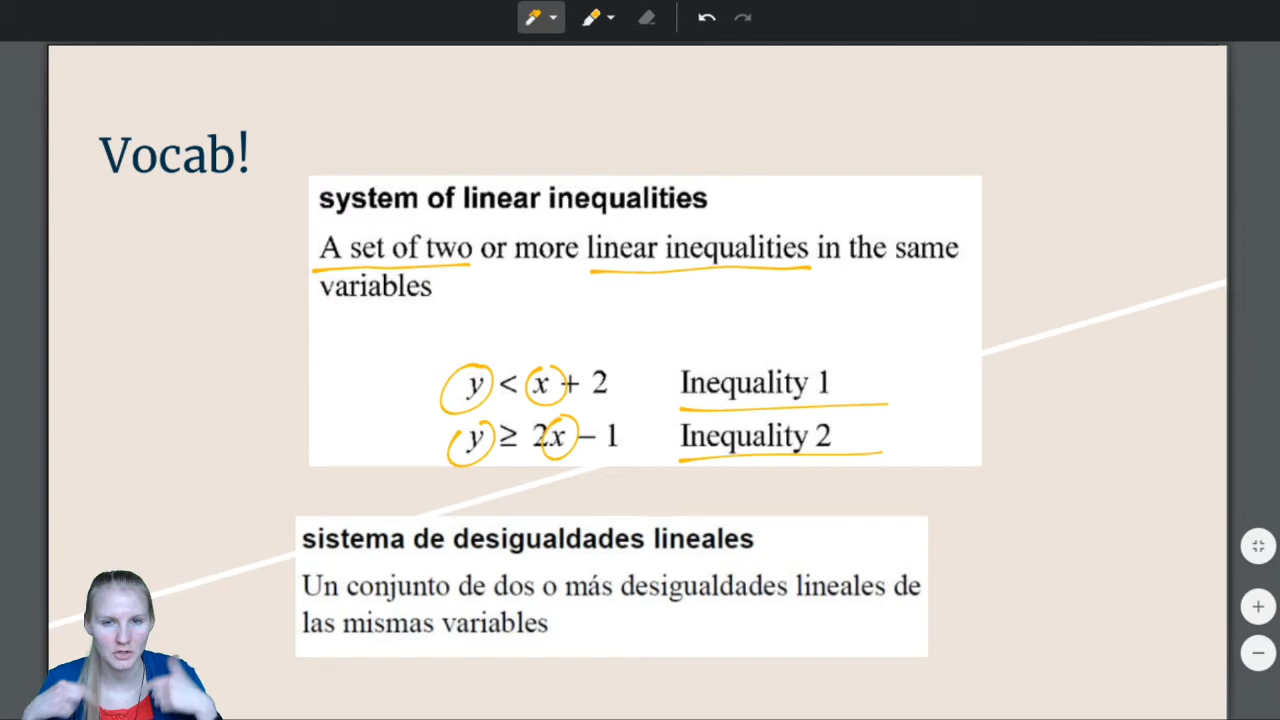 Vocab!
system of linear inequalities
A set of two or more linear inequalities in the same
variables
y < x + 2 Inequality 1
y ≥ 2x − 1 Inequality 2
sistema de desigualdades lineales
Un conjunto de dos o más desigualdades lineales de
las mismas variables